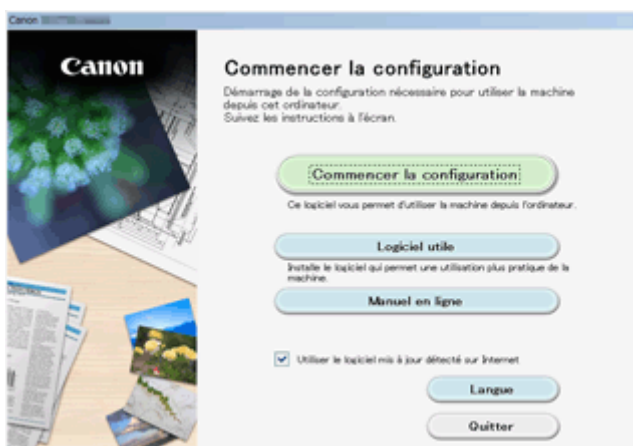 Canon
Canon
Commencer la configuration
Démarrage de la configuration nécessaire pour utiliser la machine
depuis cet ordinateur.
Suivez les instructions à l'écran.
Commencer la configuration
Ce logiciel vous permet d'utiliser la machine depuis l'ordinateur.
Logiciel utile
Installe le logiciel qui permet une utilisation plus pratique de la
machine.
Manuel en ligne
Utiliser le logiciel mis à jour détecté sur Internet
Langue
Quitter